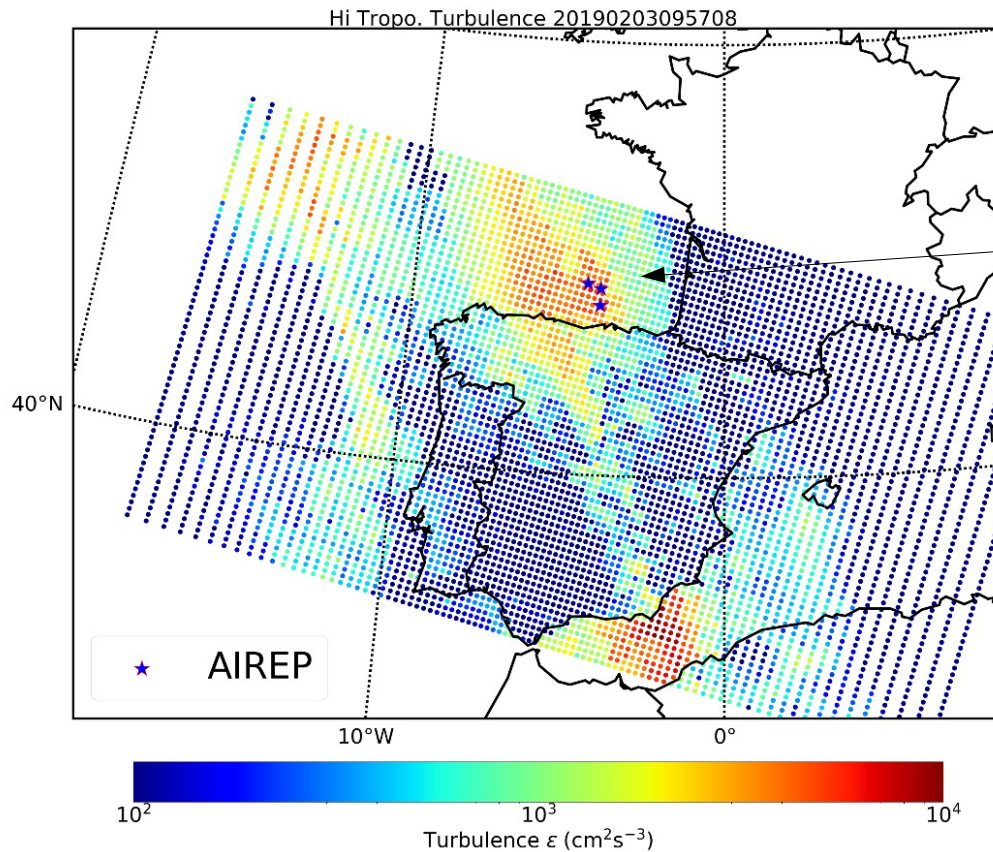 Hi Tropo. Turbulence 20190203095708
40°N
AIREP
10°W 0°
10² 10³ 10⁴
Turbulence ε (cm²s⁻³)